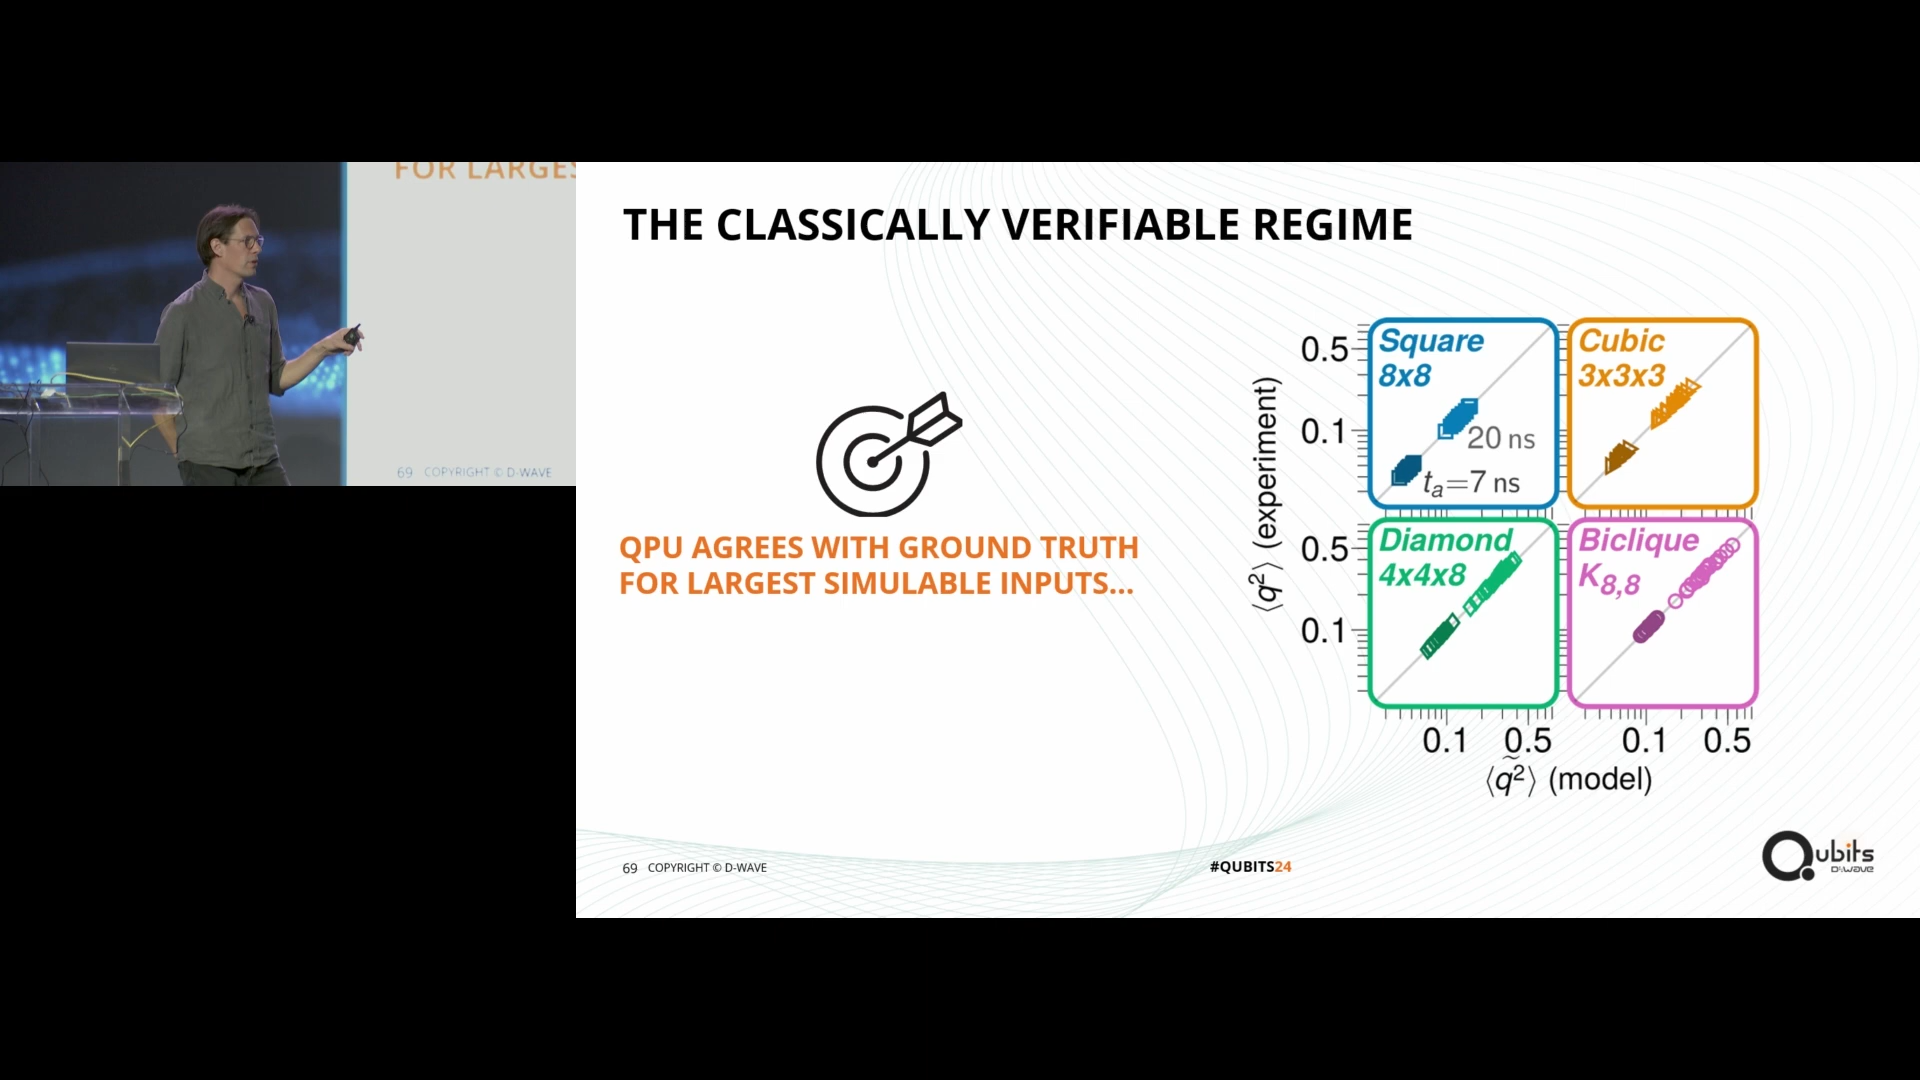 FOR LARGES
69 COPYRIGHT © D-WAVE
THE CLASSICALLY VERIFIABLE REGIME
QPU AGREES WITH GROUND TRUTH
FOR LARGEST SIMULABLE INPUTS...
⟨q²⟩ (experiment)
0.5
0.1
0.5
0.1
Square
8x8
20 ns
tₐ=7 ns
Cubic
3x3x3
Diamond
4x4x8
Biclique
K₈,₈
0.1 0.5 0.1 0.5
⟨q̃²⟩ (model)
69 COPYRIGHT © D-WAVE
#QUBITS24
Qubits
D:Wave